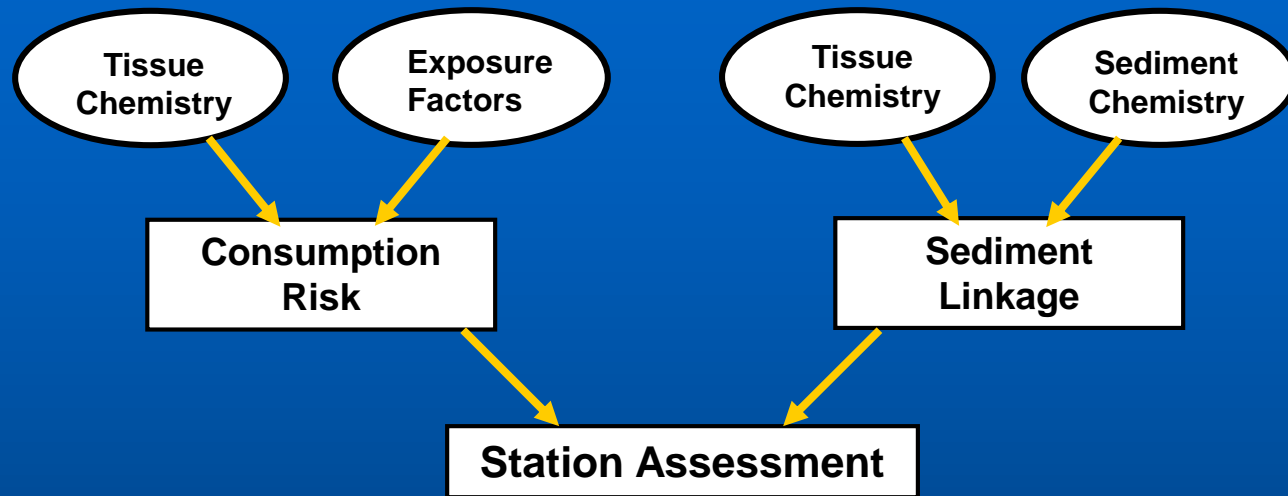 Tissue
Chemistry
Exposure
Factors
Tissue
Chemistry
Sediment
Chemistry
Consumption
Risk
Sediment
Linkage
Station Assessment